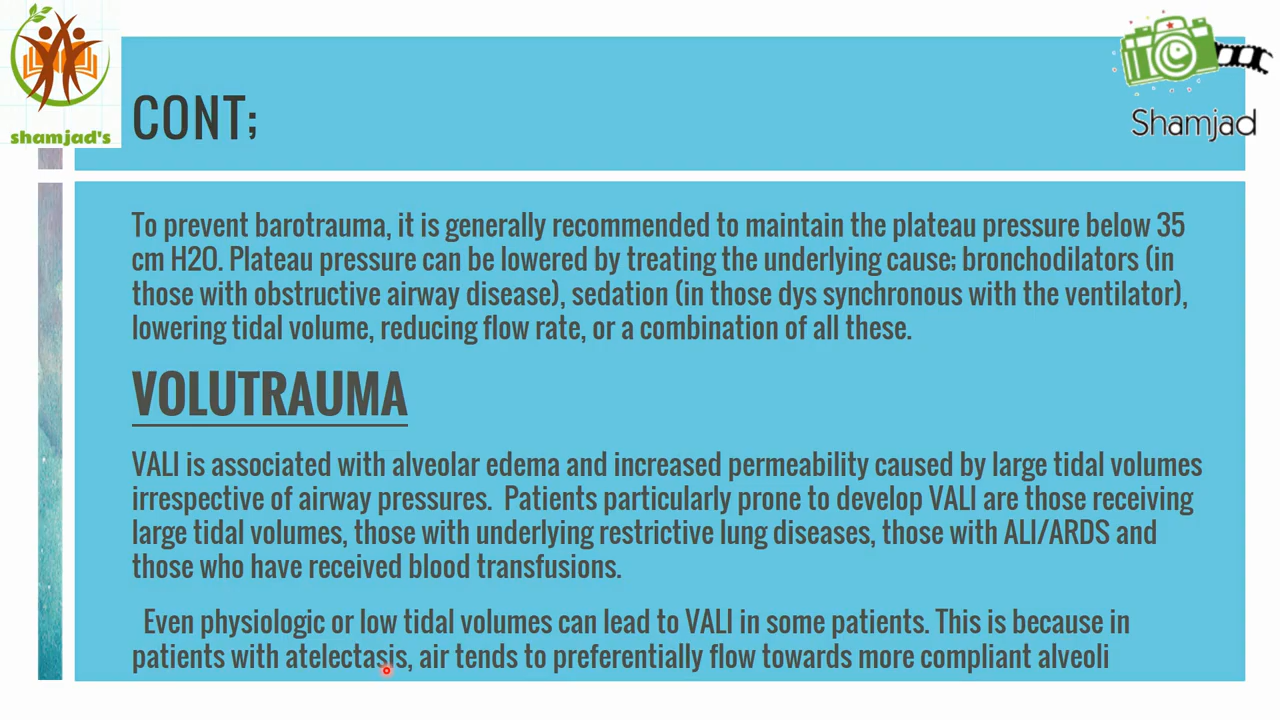 shamjad's
CONT;
Shamjad
To prevent barotrauma, it is generally recommended to maintain the plateau pressure below 35
cm H2O. Plateau pressure can be lowered by treating the underlying cause; bronchodilators (in
those with obstructive airway disease), sedation (in those dys synchronous with the ventilator),
lowering tidal volume, reducing flow rate, or a combination of all these.
VOLUTRAUMA
VALI is associated with alveolar edema and increased permeability caused by large tidal volumes
irrespective of airway pressures. Patients particularly prone to develop VALI are those receiving
large tidal volumes, those with underlying restrictive lung diseases, those with ALI/ARDS and
those who have received blood transfusions.
Even physiologic or low tidal volumes can lead to VALI in some patients. This is because in
patients with atelectasis, air tends to preferentially flow towards more compliant alveoli